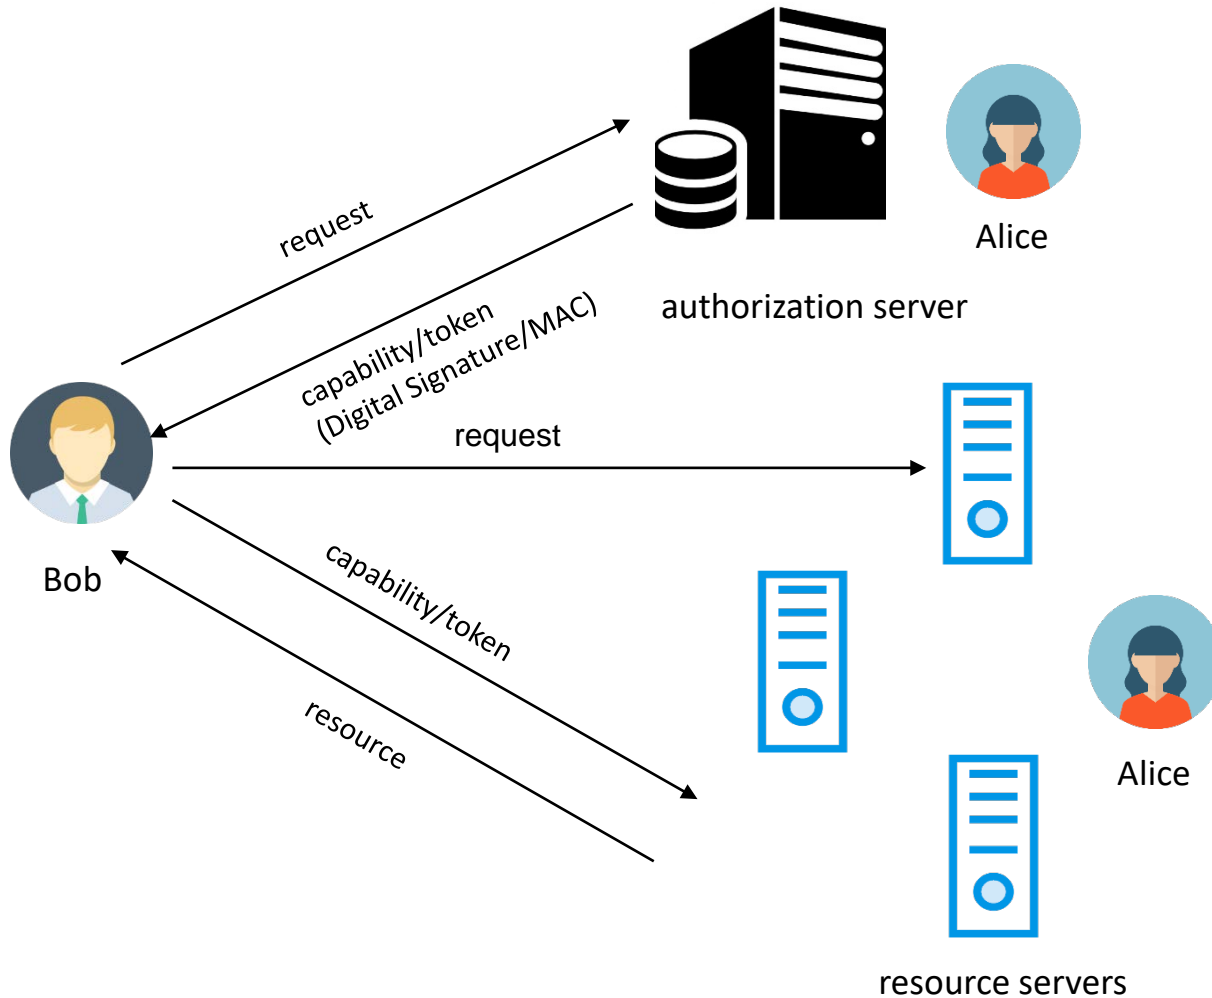 request
Alice
authorization server
capability/token
(Digital Signature/MAC)
request
Bob
capability/token
resource
Alice
resource servers